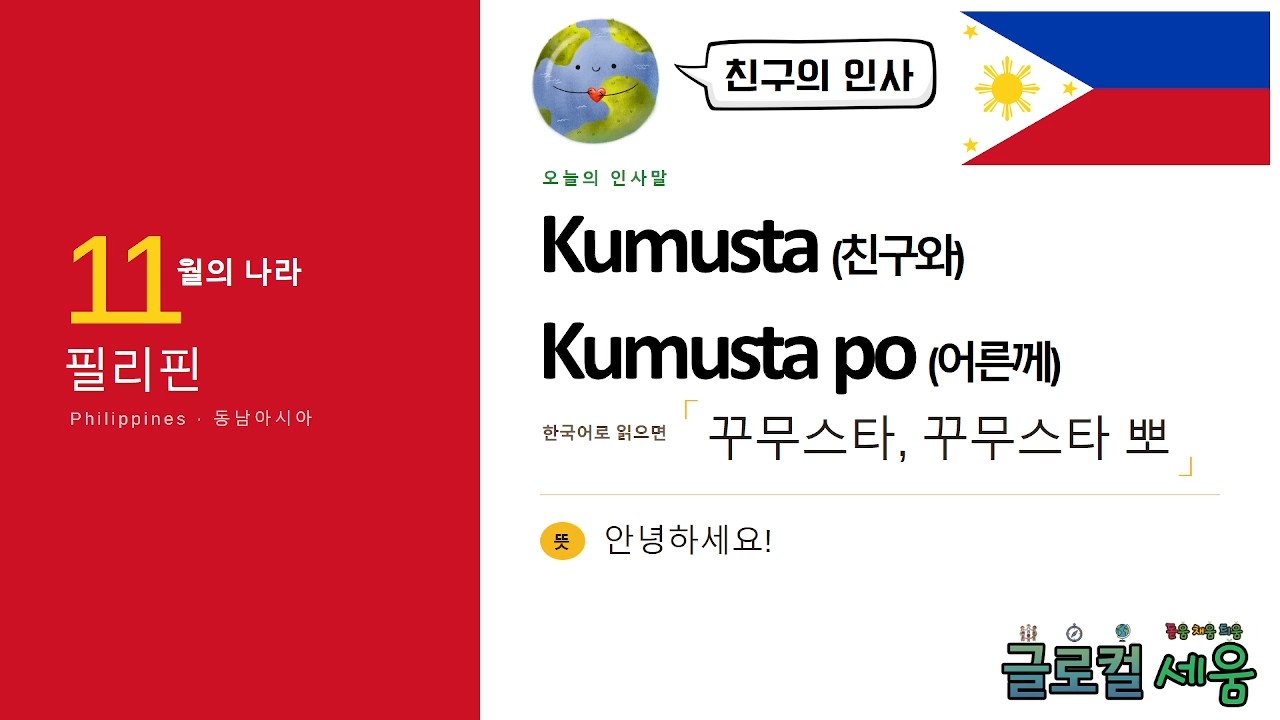 친구의 인사
11월의 나라
필리핀
Philippines · 동남아시아
오늘의 인사말
Kumusta (친구와)
Kumusta po (어른께)
한국어로 읽으면 「꾸무스타, 꾸무스타 뽀」
뜻 안녕하세요!
채움 틔움
글로컬 세움